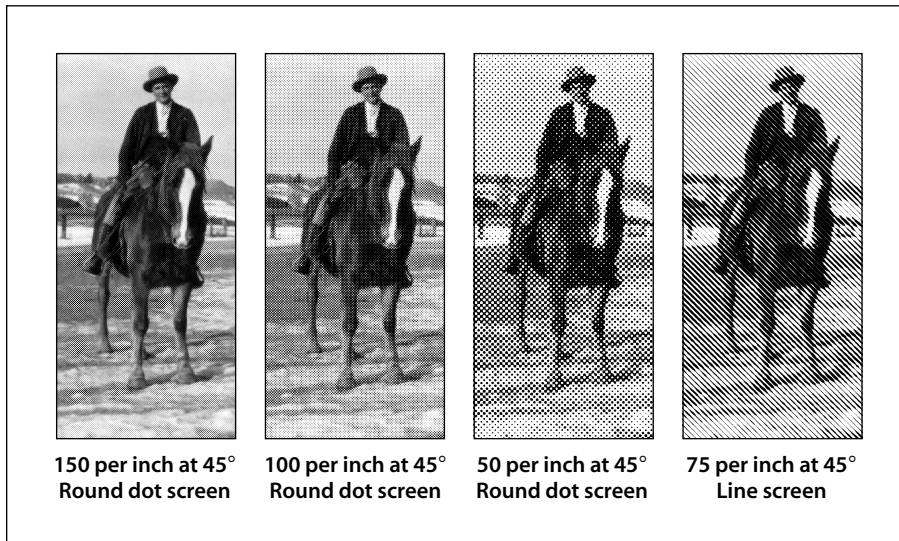 150 per inch at 45°
Round dot screen
100 per inch at 45°
Round dot screen
50 per inch at 45°
Round dot screen
75 per inch at 45°
Line screen